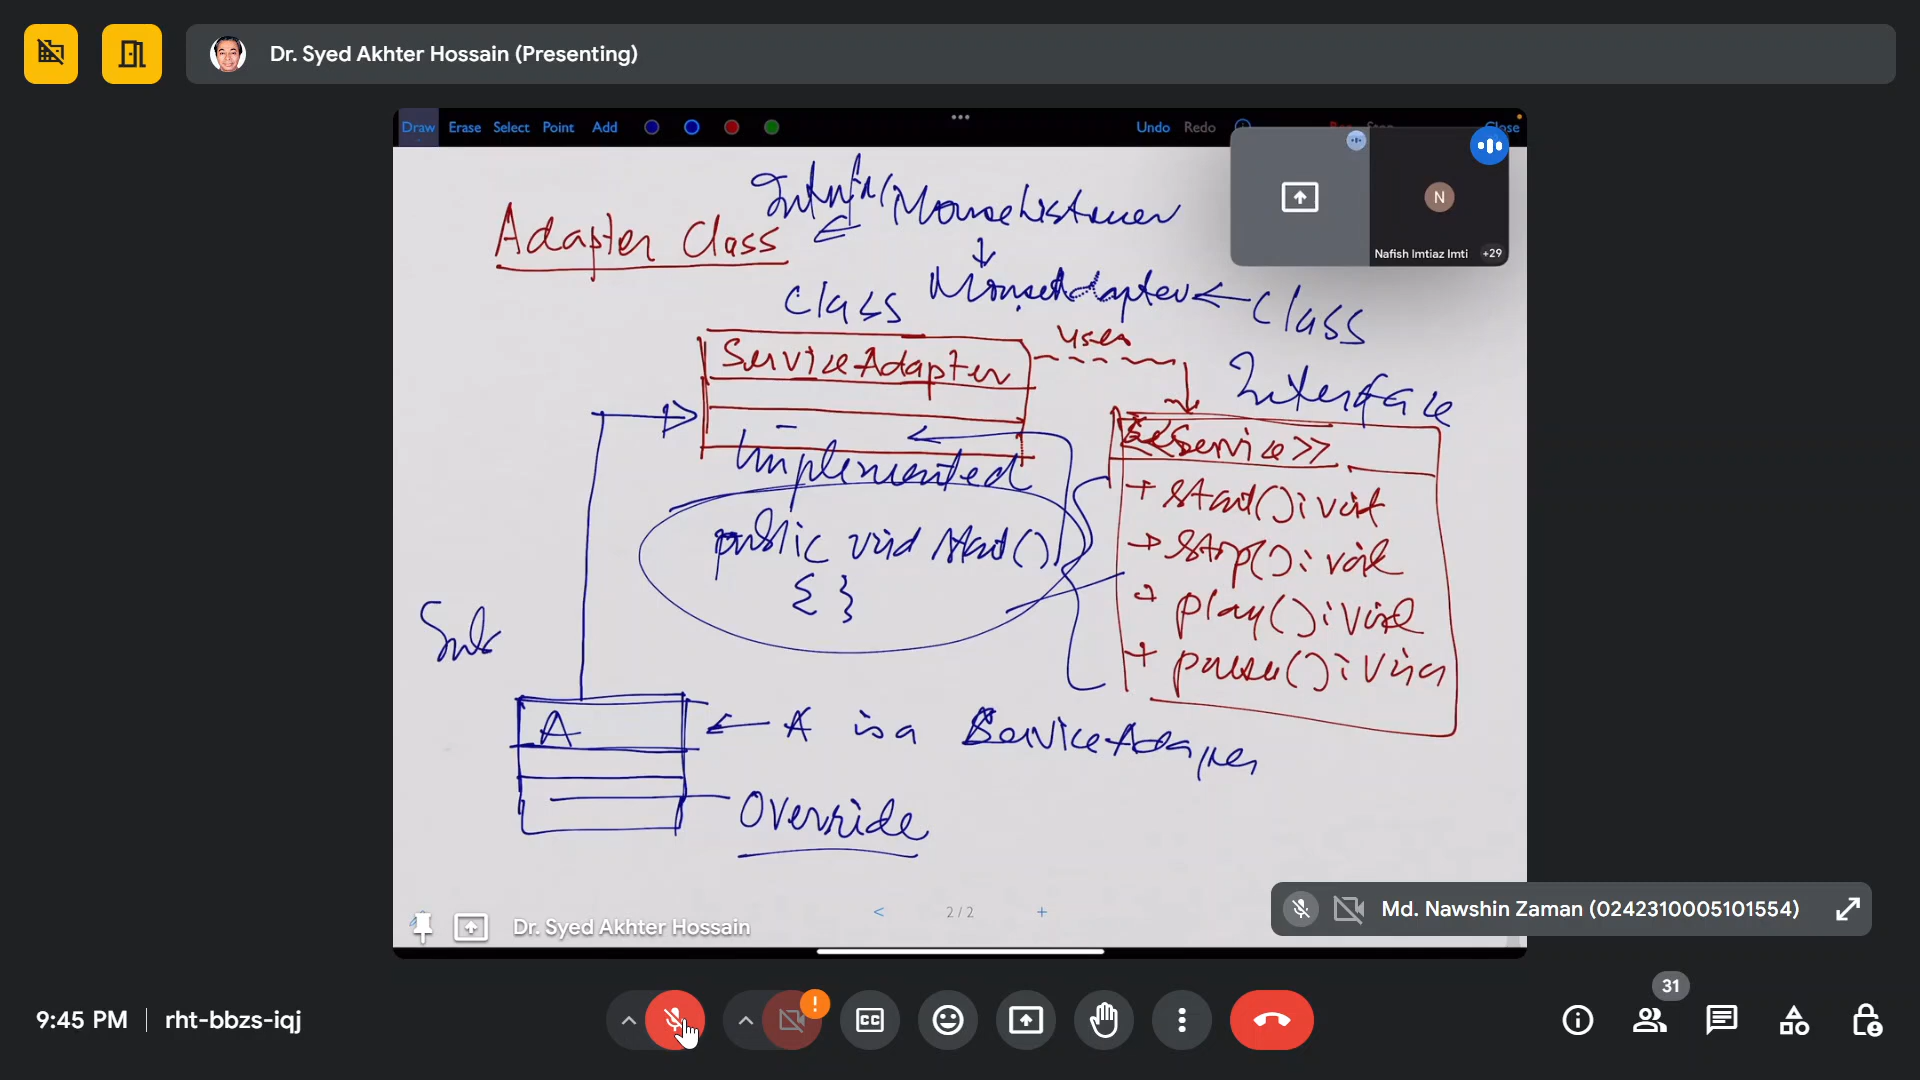 Dr. Syed Akhter Hossain (Presenting)
Draw Erase Select Point Add Undo Redo Close
MouseListener
Adapter Class
MouseAdapter ← Class
Class
ServiceAdapter
uses
Interface
<<Service>>
Implemented
+ start(): void
public void start()
{ }
+ stop(): void
+ play(): void
+ pause(): void
Sub
A
← A is a ServiceAdapter
Override
N
Nafish Imtiaz Imti +29
< 2/2 +
Dr. Syed Akhter Hossain
Md. Nawshin Zaman (0242310005101554)
9:45 PM rht-bbzs-iqj
!
CC
31